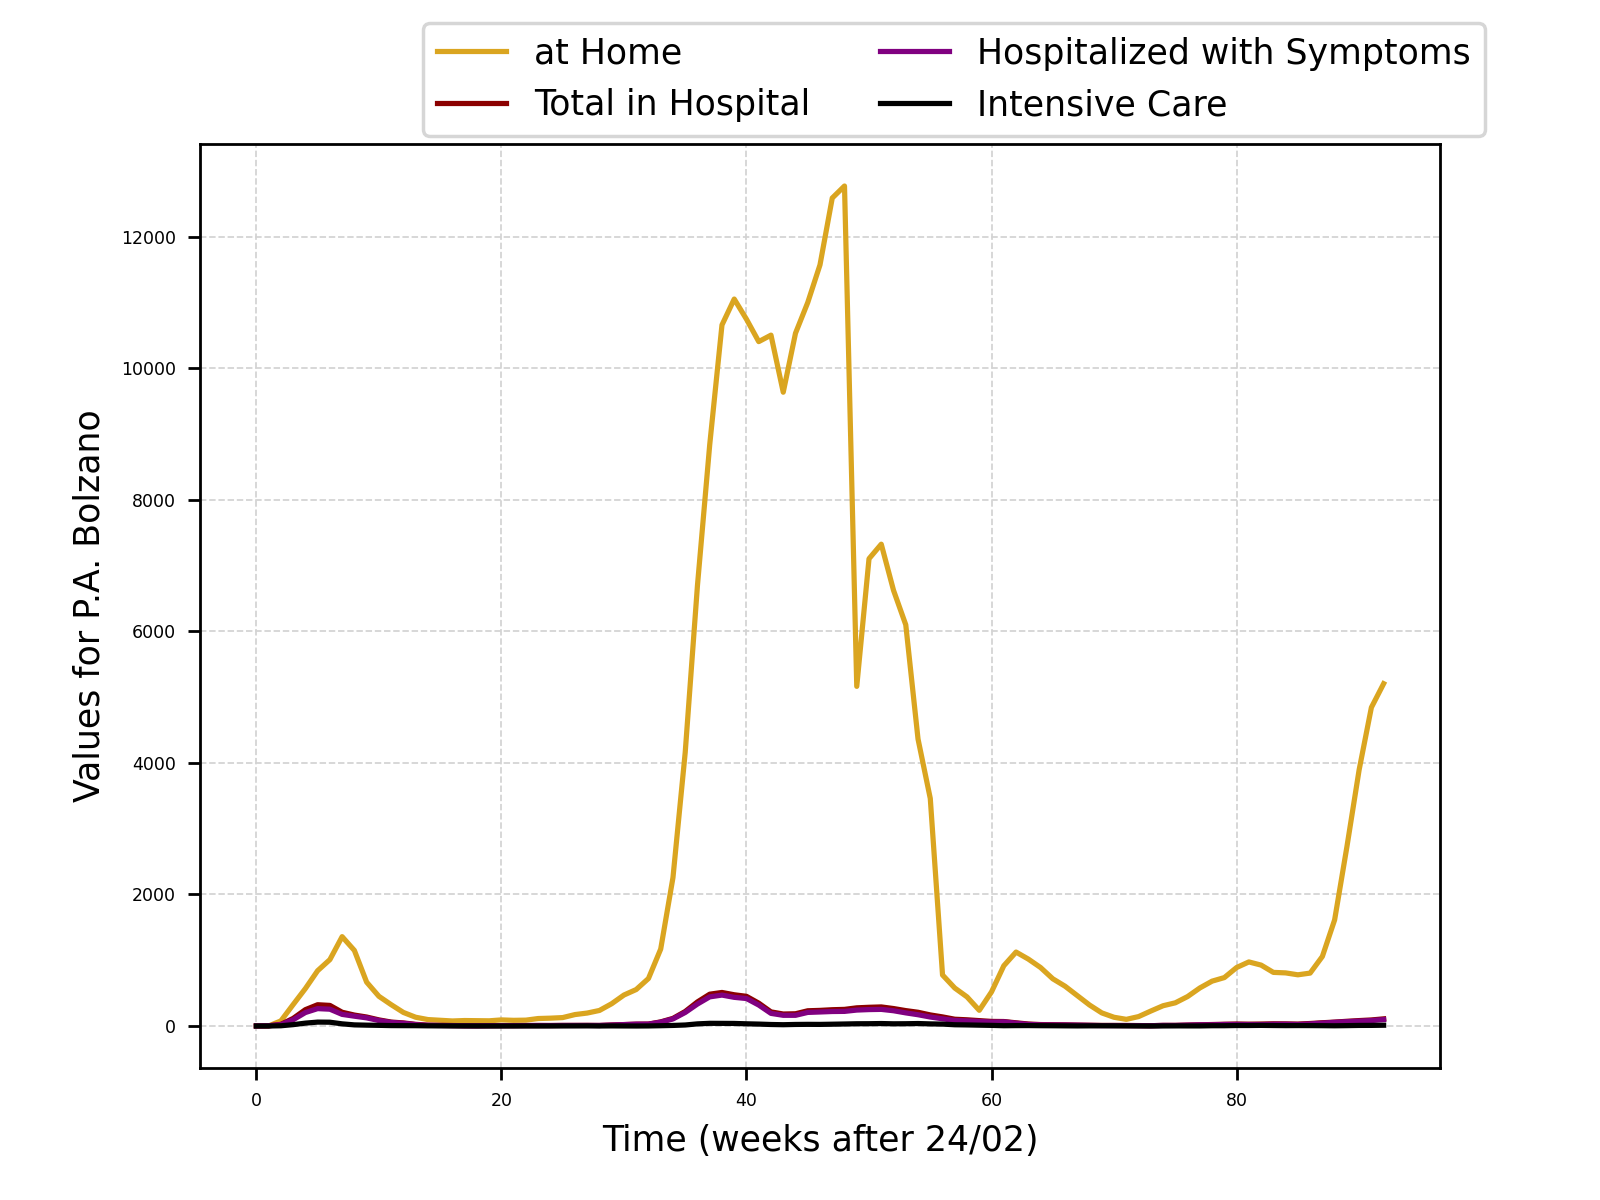 at Home
Total in Hospital
Hospitalized with Symptoms
Intensive Care
Values for P.A. Bolzano
12000
10000
8000
6000
4000
2000
0
0 20 40 60 80
Time (weeks after 24/02)